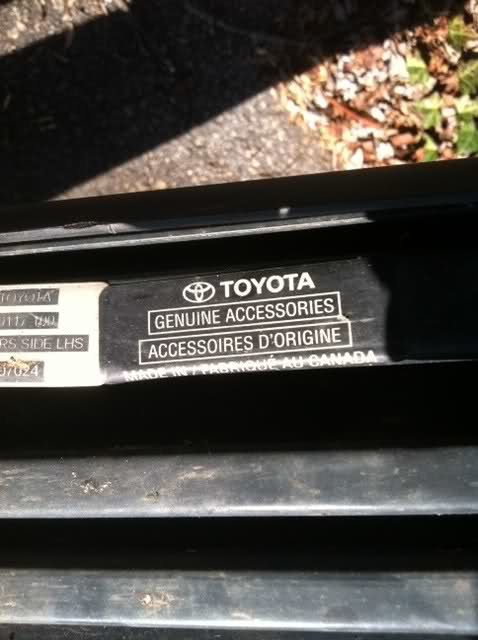 TOYOTA
RS SIDE LHS
TOYOTA
GENUINE ACCESSORIES
ACCESSOIRES D'ORIGINE
MADE IN / FABRIQUÉ AU CANADA